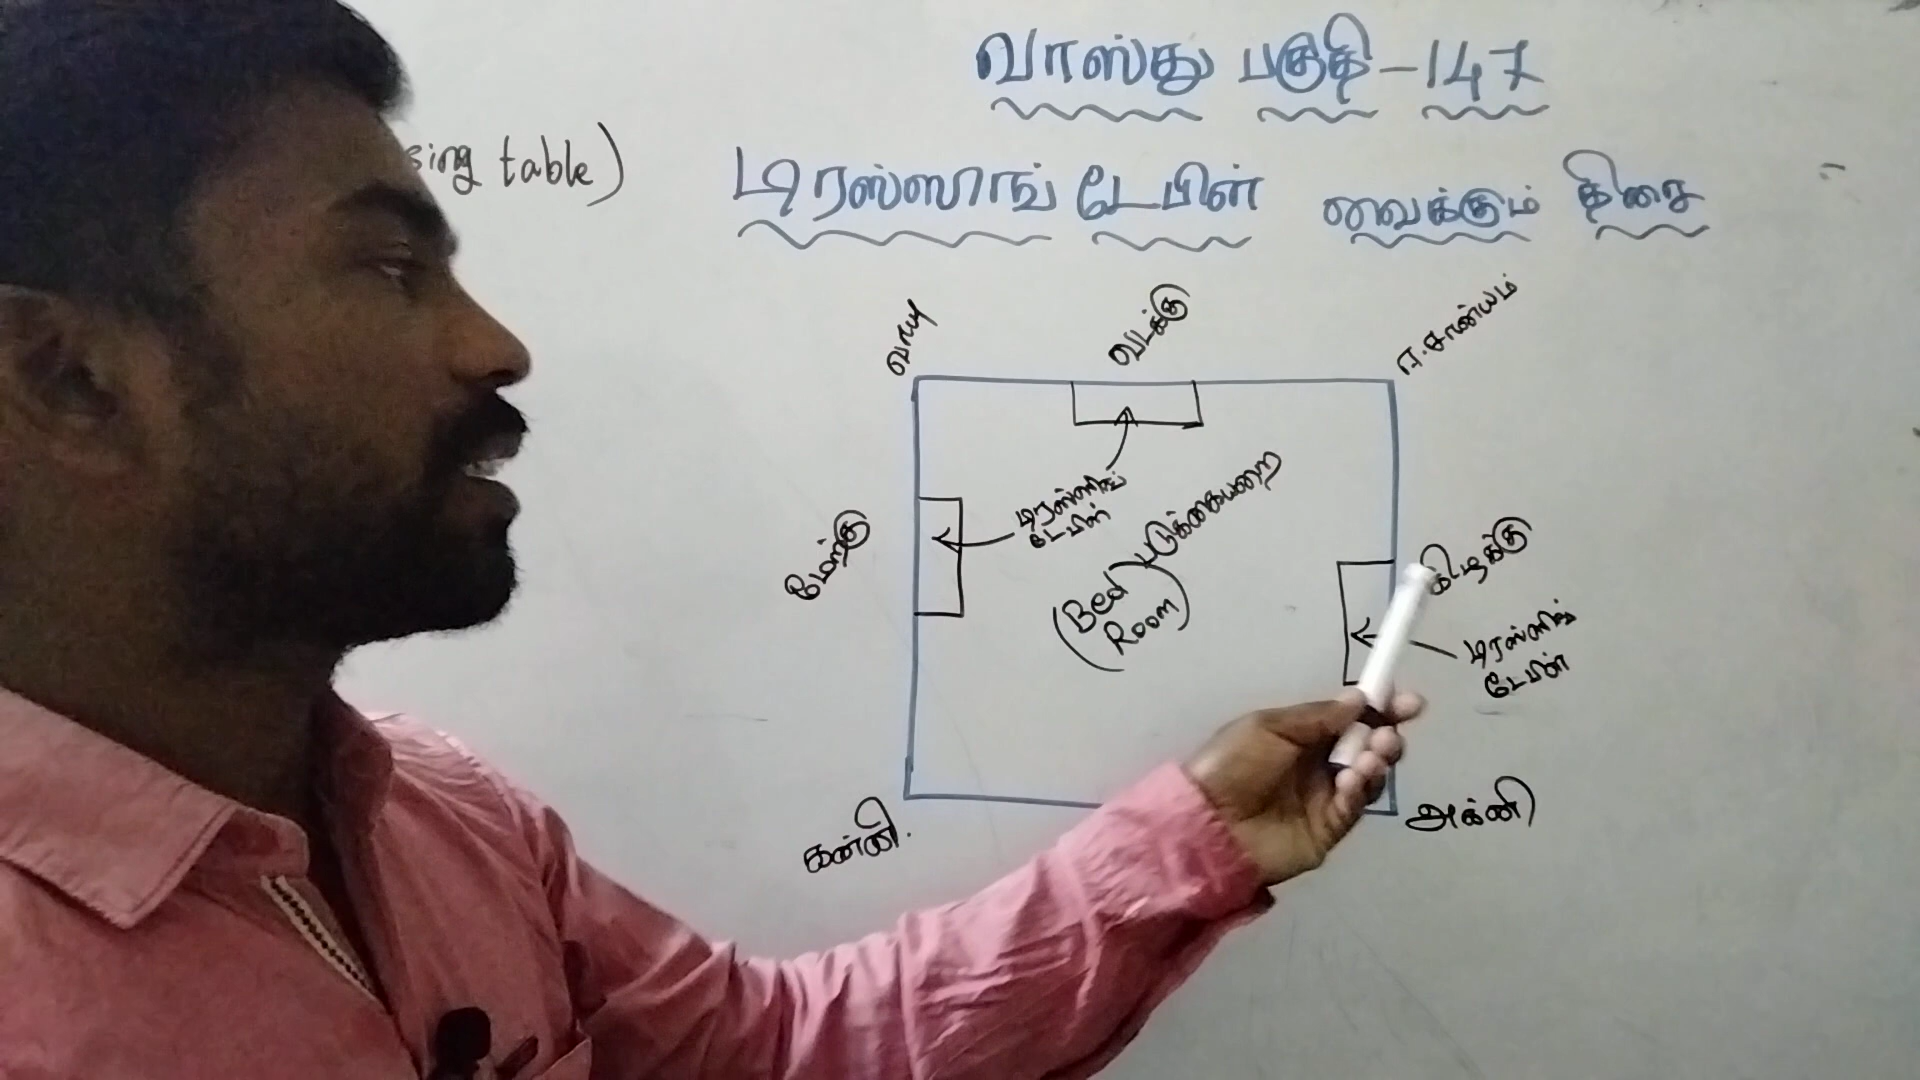 வாஸ்து பகுதி - 147
sing table)
டிரஸ்ஸிங் டேபிள் வைக்கும் திசை
வாயு
வடக்கு
ஈசான்யம்
டிரஸ்ஸிங்
டேபிள்
படுக்கையறை
(Bed
Room)
மேற்கு
கிழக்கு
டிரஸ்ஸிங்
டேபிள்
கன்னி
அக்னி